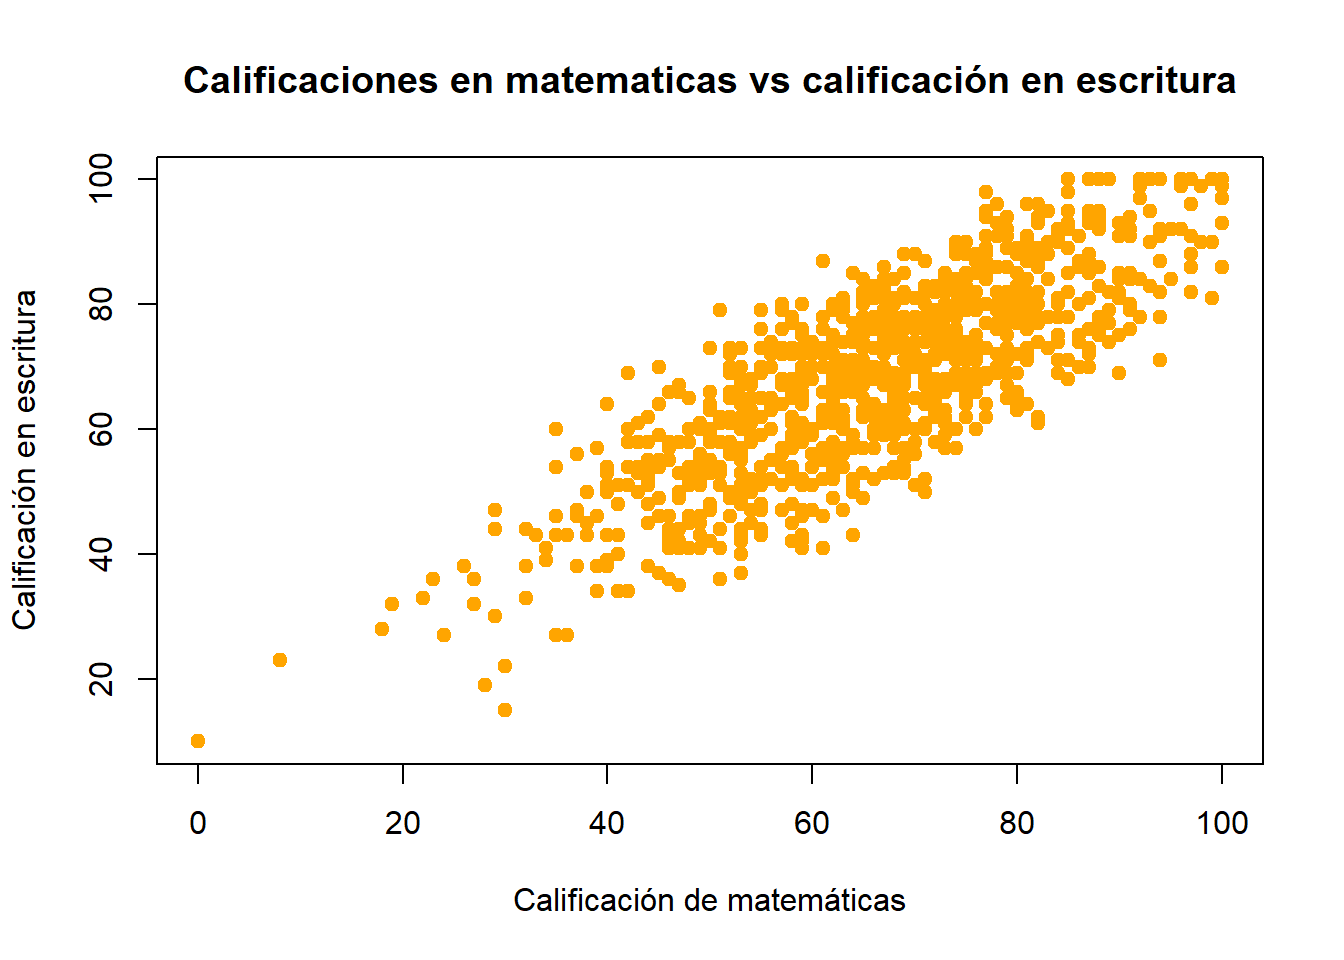 Calificaciones en matematicas vs calificación en escritura
Calificación en escritura
100
80
60
40
20
0 20 40 60 80 100
Calificación de matemáticas